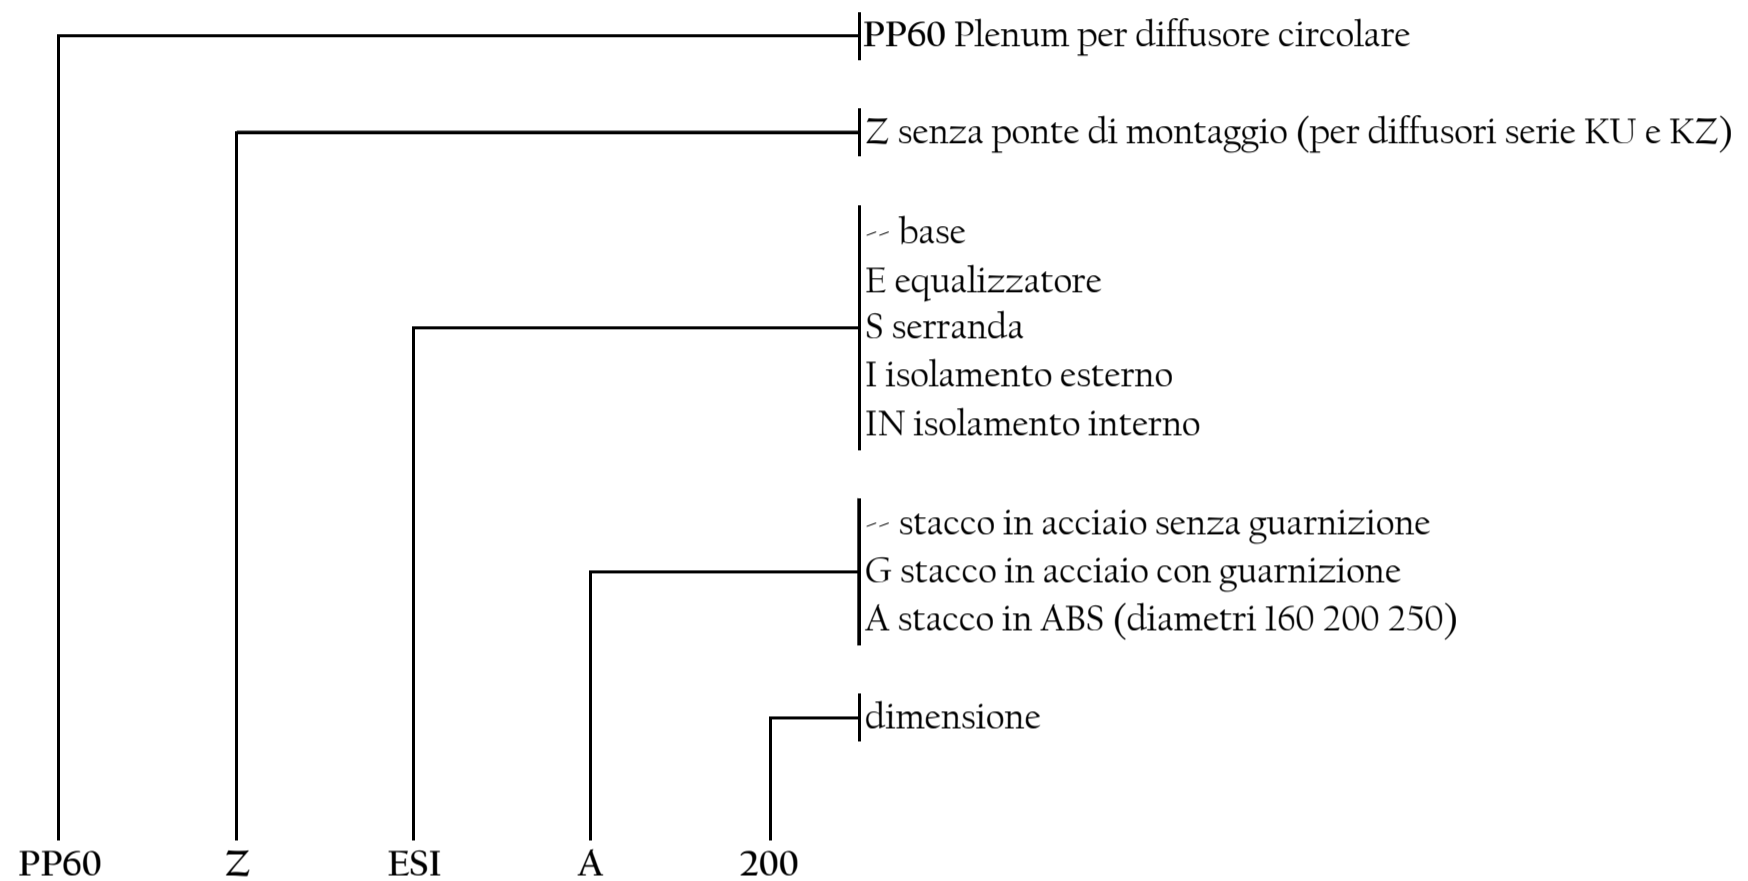 PP60 Plenum per diffusore circolare
Z senza ponte di montaggio (per diffusori serie KU e KZ)
-- base
E equalizzatore
S serranda
I isolamento esterno
IN isolamento interno
-- stacco in acciaio senza guarnizione
G stacco in acciaio con guarnizione
A stacco in ABS (diametri 160 200 250)
dimensione
PP60 Z ESI A 200